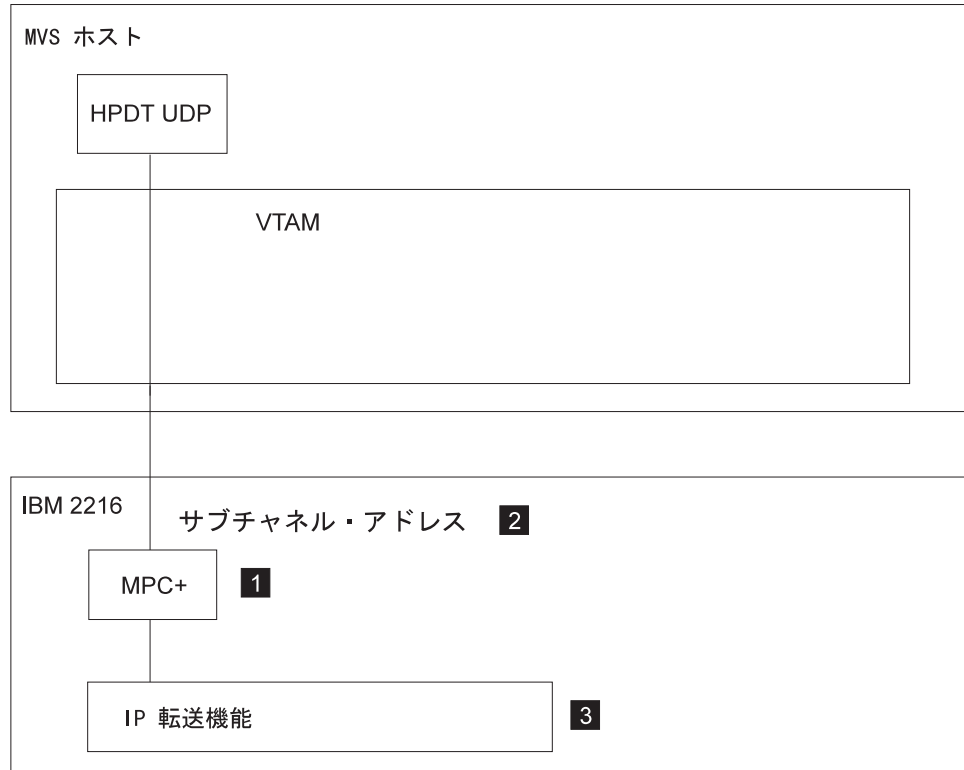 MVS ホスト
HPDT UDP
VTAM
IBM 2216
サブチャネル・アドレス 2
MPC+ 1
IP 転送機能 3